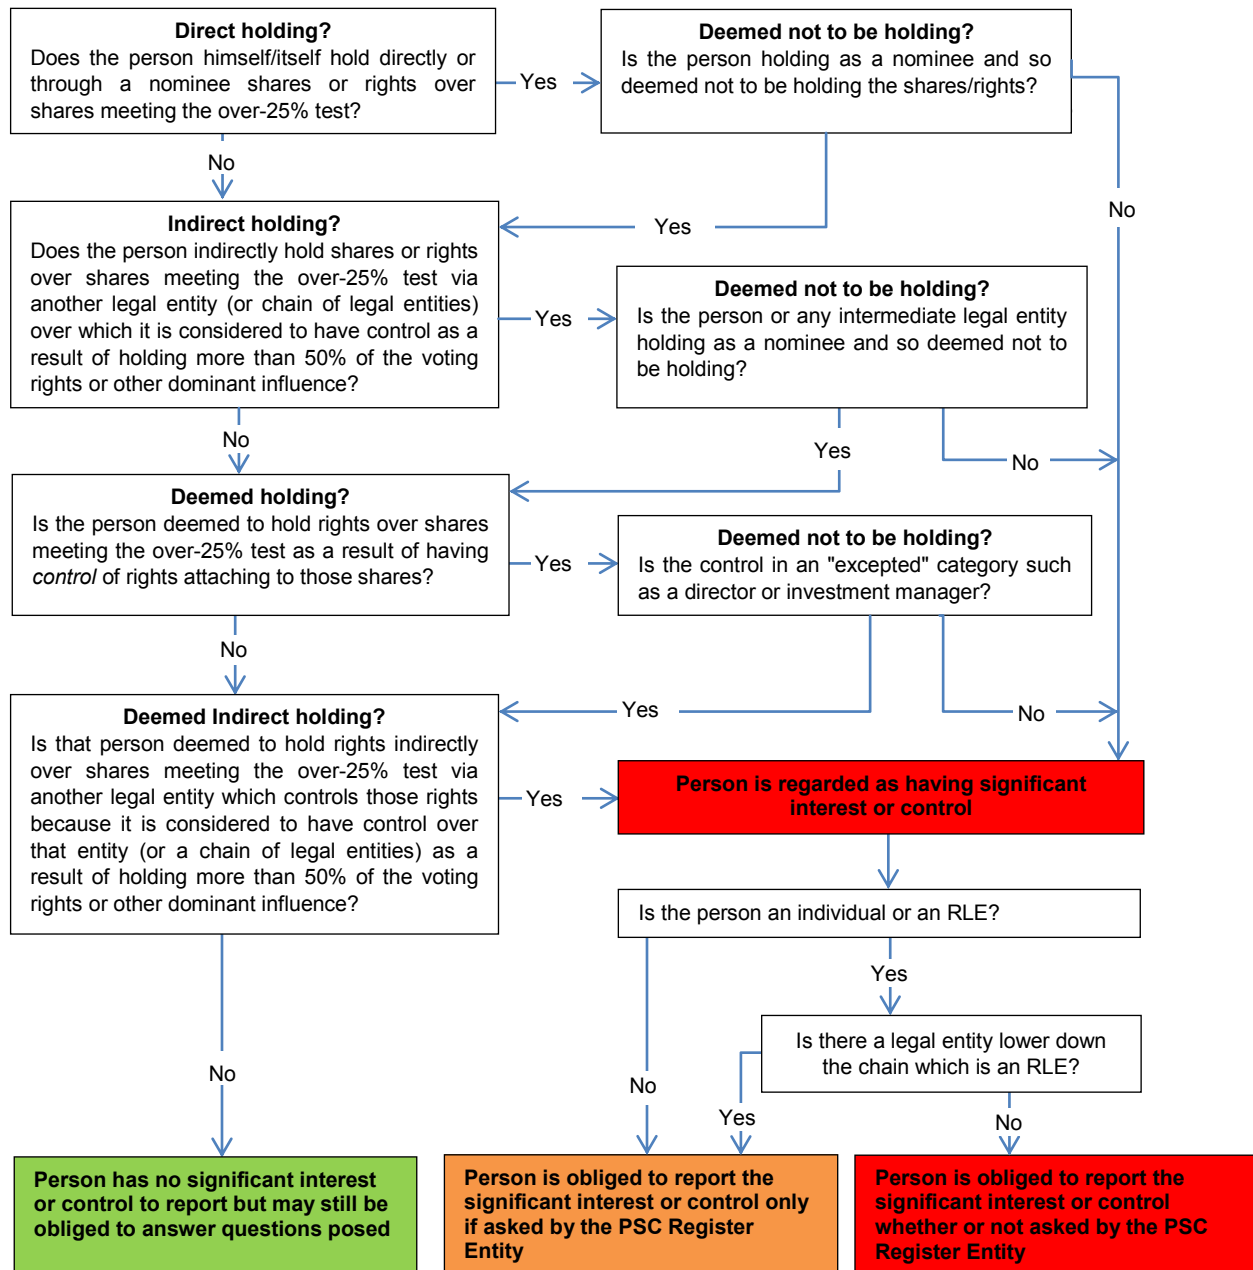 Direct holding?
Does the person himself/itself hold directly or
through a nominee shares or rights over
shares meeting the over-25% test?
Yes
Deemed not to be holding?
Is the person holding as a nominee and so
deemed not to be holding the shares/rights?
No
No
Yes
Indirect holding?
Does the person indirectly hold shares or rights
over shares meeting the over-25% test via
another legal entity (or chain of legal entities)
over which it is considered to have control as a
result of holding more than 50% of the voting
rights or other dominant influence?
Yes
Deemed not to be holding?
Is the person or any intermediate legal entity
holding as a nominee and so deemed not to
be holding?
No
Yes
No
Deemed holding?
Is the person deemed to hold rights over shares
meeting the over-25% test as a result of having
control of rights attaching to those shares?
Yes
Deemed not to be holding?
Is the control in an "excepted" category such
as a director or investment manager?
No
Yes
No
Deemed Indirect holding?
Is that person deemed to hold rights indirectly
over shares meeting the over-25% test via
another legal entity which controls those rights
because it is considered to have control over
that entity (or a chain of legal entities) as a
result of holding more than 50% of the voting
rights or other dominant influence?
Yes
Person is regarded as having significant
interest or control
Is the person an individual or an RLE?
Yes
Is there a legal entity lower down
the chain which is an RLE?
No
No
Yes
No
Person has no significant interest
or control to report but may still be
obliged to answer questions posed
Person is obliged to report the
significant interest or control only
if asked by the PSC Register
Entity
Person is obliged to report the
significant interest or control
whether or not asked by the PSC
Register Entity